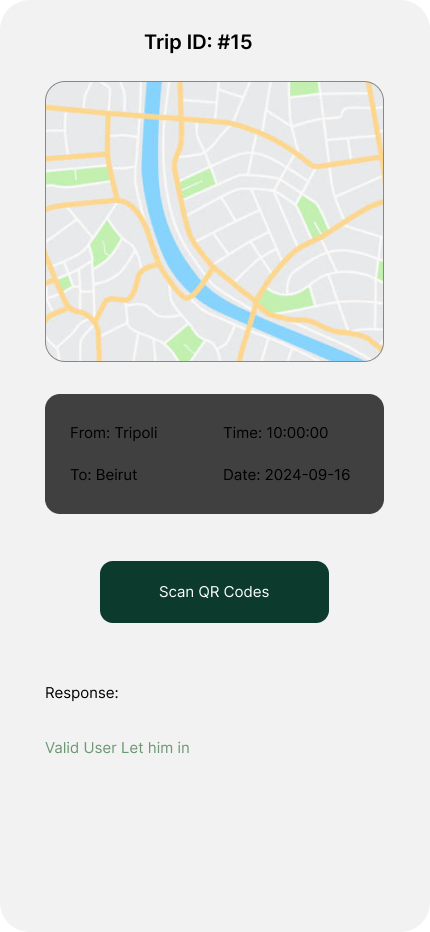 Trip ID: #15
From: Tripoli
Time: 10:00:00
To: Beirut
Date: 2024-09-16
Scan QR Codes
Response:
Valid User Let him in